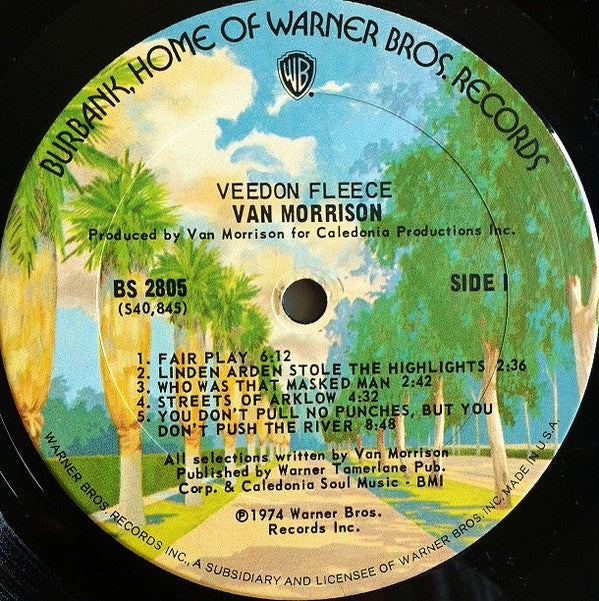 BURBANK, HOME OF WARNER BROS. RECORDS
WB
VEEDON FLEECE
VAN MORRISON
Produced by Van Morrison for Caledonia Productions Inc.
BS 2805
(S40,845)
SIDE 1
1. FAIR PLAY 6:12
2. LINDEN ARDEN STOLE THE HIGHLIGHTS 2:36
3. WHO WAS THAT MASKED MAN 2:42
4. STREETS OF ARKLOW 4:32
5. YOU DON'T PULL NO PUNCHES, BUT YOU
DON'T PUSH THE RIVER 8:48
All selections written by Van Morrison
Published by Warner Tamerlane Pub.
Corp. & Caledonia Soul Music - BMI
℗1974 Warner Bros.
Records Inc.
WARNER BROS. RECORDS INC., A SUBSIDIARY AND LICENSEE OF WARNER BROS. INC. MADE IN U.S.A.